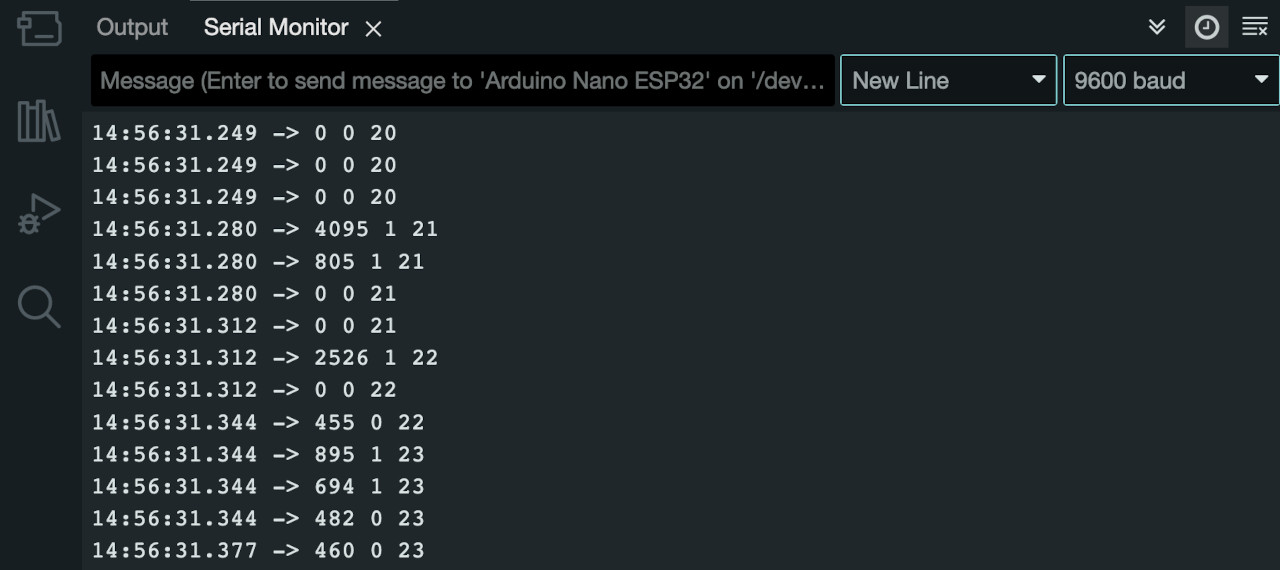 Output Serial Monitor
Message (Enter to send message to 'Arduino Nano ESP32' on '/dev... New Line 9600 baud
14:56:31.249 -> 0 0 20
14:56:31.249 -> 0 0 20
14:56:31.249 -> 0 0 20
14:56:31.280 -> 4095 1 21
14:56:31.280 -> 805 1 21
14:56:31.280 -> 0 0 21
14:56:31.312 -> 0 0 21
14:56:31.312 -> 2526 1 22
14:56:31.312 -> 0 0 22
14:56:31.344 -> 455 0 22
14:56:31.344 -> 895 1 23
14:56:31.344 -> 694 1 23
14:56:31.344 -> 482 0 23
14:56:31.377 -> 460 0 23